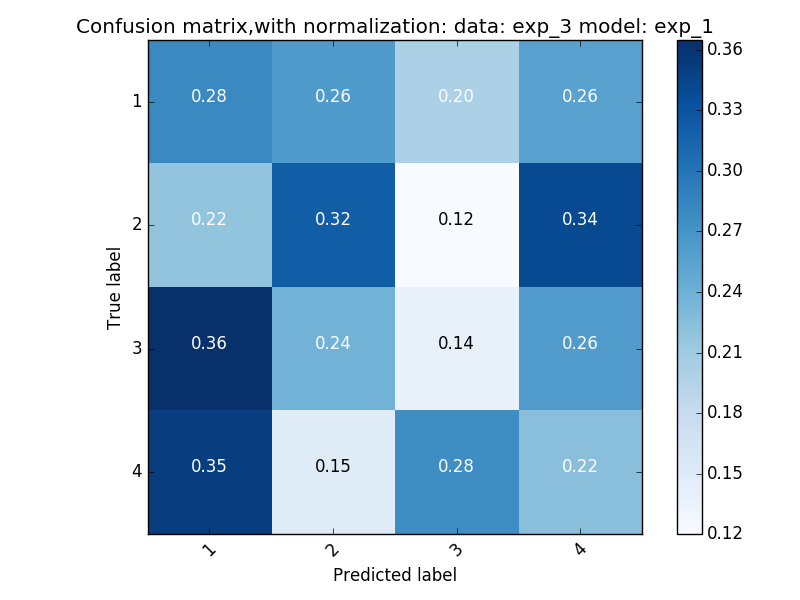 Confusion matrix,with normalization: data: exp_3 model: exp_1
True label
1 0.28 0.26 0.20 0.26
2 0.22 0.32 0.12 0.34
3 0.36 0.24 0.14 0.26
4 0.35 0.15 0.28 0.22
1 2 3 4
Predicted label
0.36
0.33
0.30
0.27
0.24
0.21
0.18
0.15
0.12